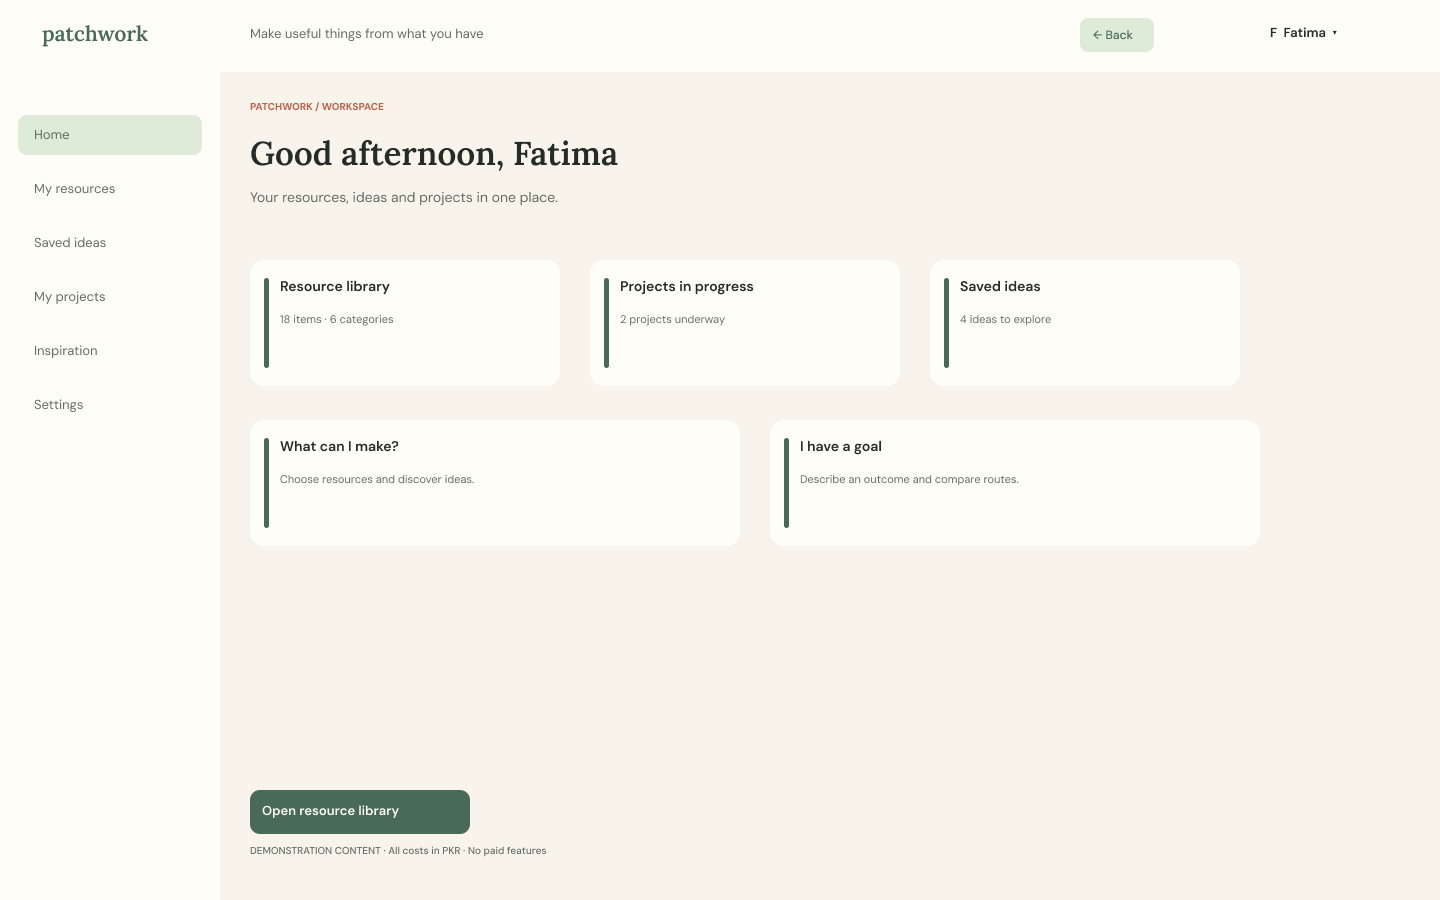 patchwork
Make useful things from what you have
← Back
F Fatima ▾
Home
My resources
Saved ideas
My projects
Inspiration
Settings
PATCHWORK / WORKSPACE
Good afternoon, Fatima
Your resources, ideas and projects in one place.
Resource library
18 items · 6 categories
Projects in progress
2 projects underway
Saved ideas
4 ideas to explore
What can I make?
Choose resources and discover ideas.
I have a goal
Describe an outcome and compare routes.
Open resource library
DEMONSTRATION CONTENT · All costs in PKR · No paid features